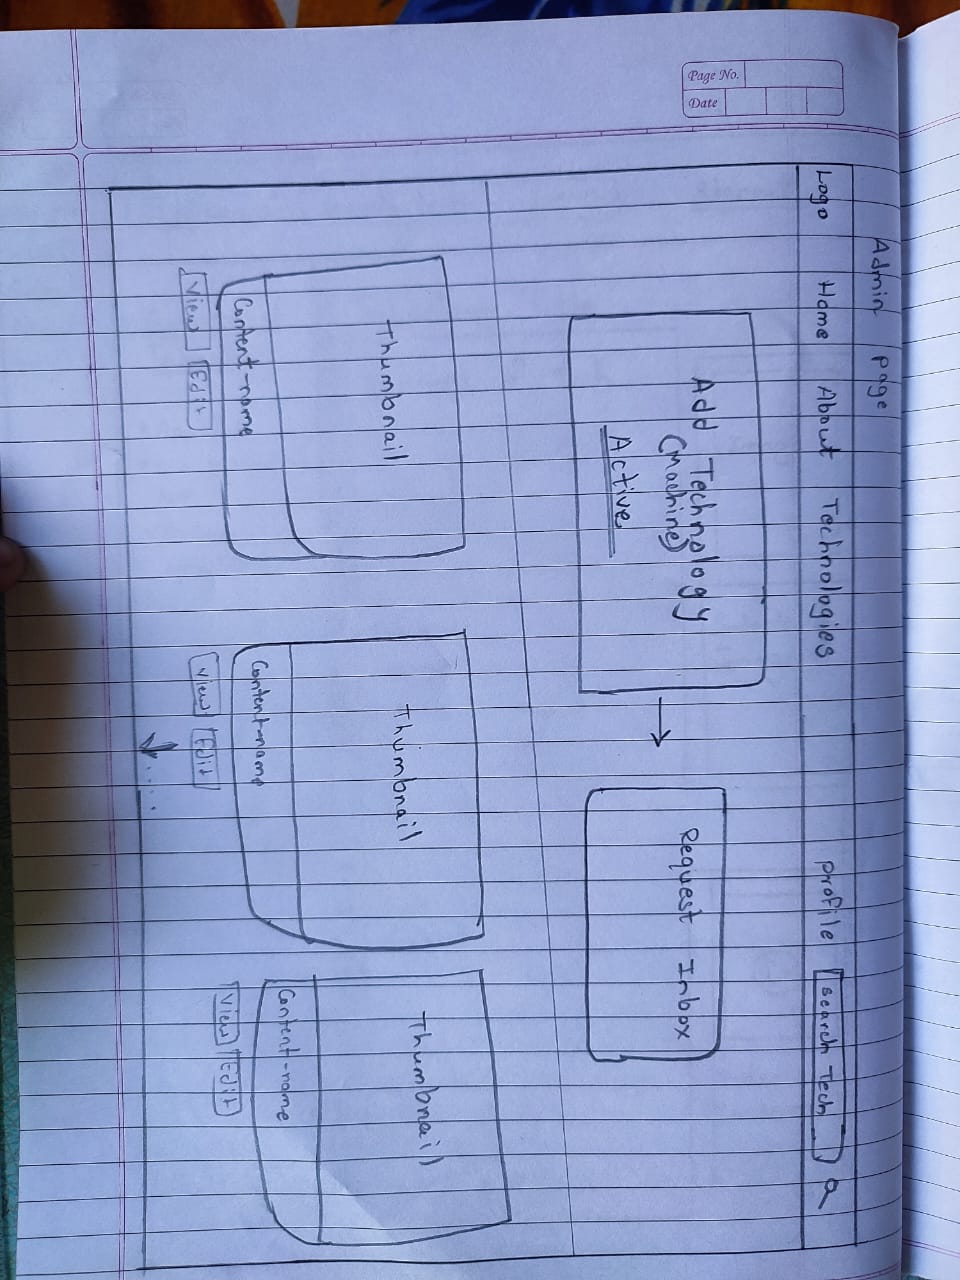 Page No.
Date
Admin page
Logo Home About Technologies profile search Tech
Add Technology
(Machine)
Active
Request Inbox
Thumbnail Thumbnail Thumbnail
Content-name Content-name Content-name
View Edit View Edit View Edit